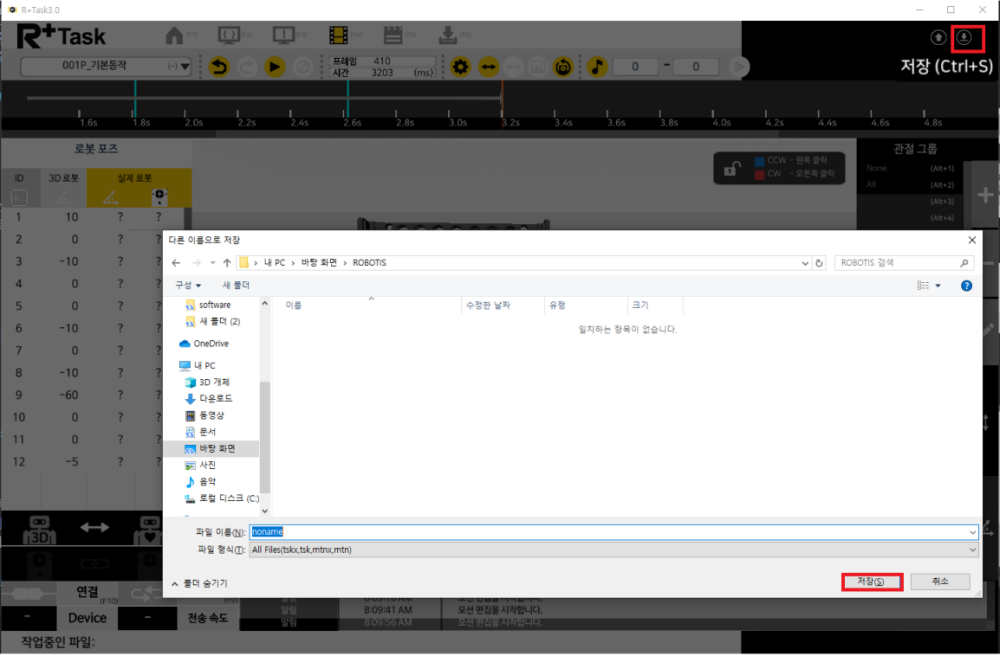 R+Task3.0
R+Task
저장 (Ctrl+S)
001P_기본동작 (-)
프레임 410
시간 3203 (ms)
0 - 0
1.6s 1.8s 2.0s 2.2s 2.4s 2.6s 2.8s 3.0s 3.2s 3.4s 3.6s 3.8s 4.0s 4.2s 4.4s 4.6s 4.8s
로봇 포즈
ID 3D로봇 실제 로봇
CCW - 왼쪽 클릭
CW - 오른쪽 클릭
관절 그룹
None (Alt+1)
All (Alt+2)
(Alt+3)
(Alt+4)
1 10 ? ?
2 0 ? ?
3 -10 ? ?
4 0 ? ?
5 0 ? ?
6 -10 ? ?
7 0 ? ?
8 -10 ? ?
9 -60 ? ?
10 0 ? ?
11 0 ? ?
12 -5 ? ?
다른 이름으로 저장
내 PC › 바탕 화면 › ROBOTIS
ROBOTIS 검색
구성 새 폴더
이름 수정한 날짜 유형 크기
일치하는 항목이 없습니다.
software
새 폴더 (2)
OneDrive
내 PC
3D 개체
다운로드
동영상
문서
바탕 화면
사진
음악
로컬 디스크 (C:)
파일 이름(N): noname
파일 형식(T): All Files(tskx,tsk,mtnx,mtn)
폴더 숨기기
저장(S) 취소
3D
연결 (F10)
- Device - 전송 속도
8:09:41 AM 모션 편집을 시작합니다.
알림 8:09:56 AM 모션 편집을 시작합니다.
작업중인 파일: